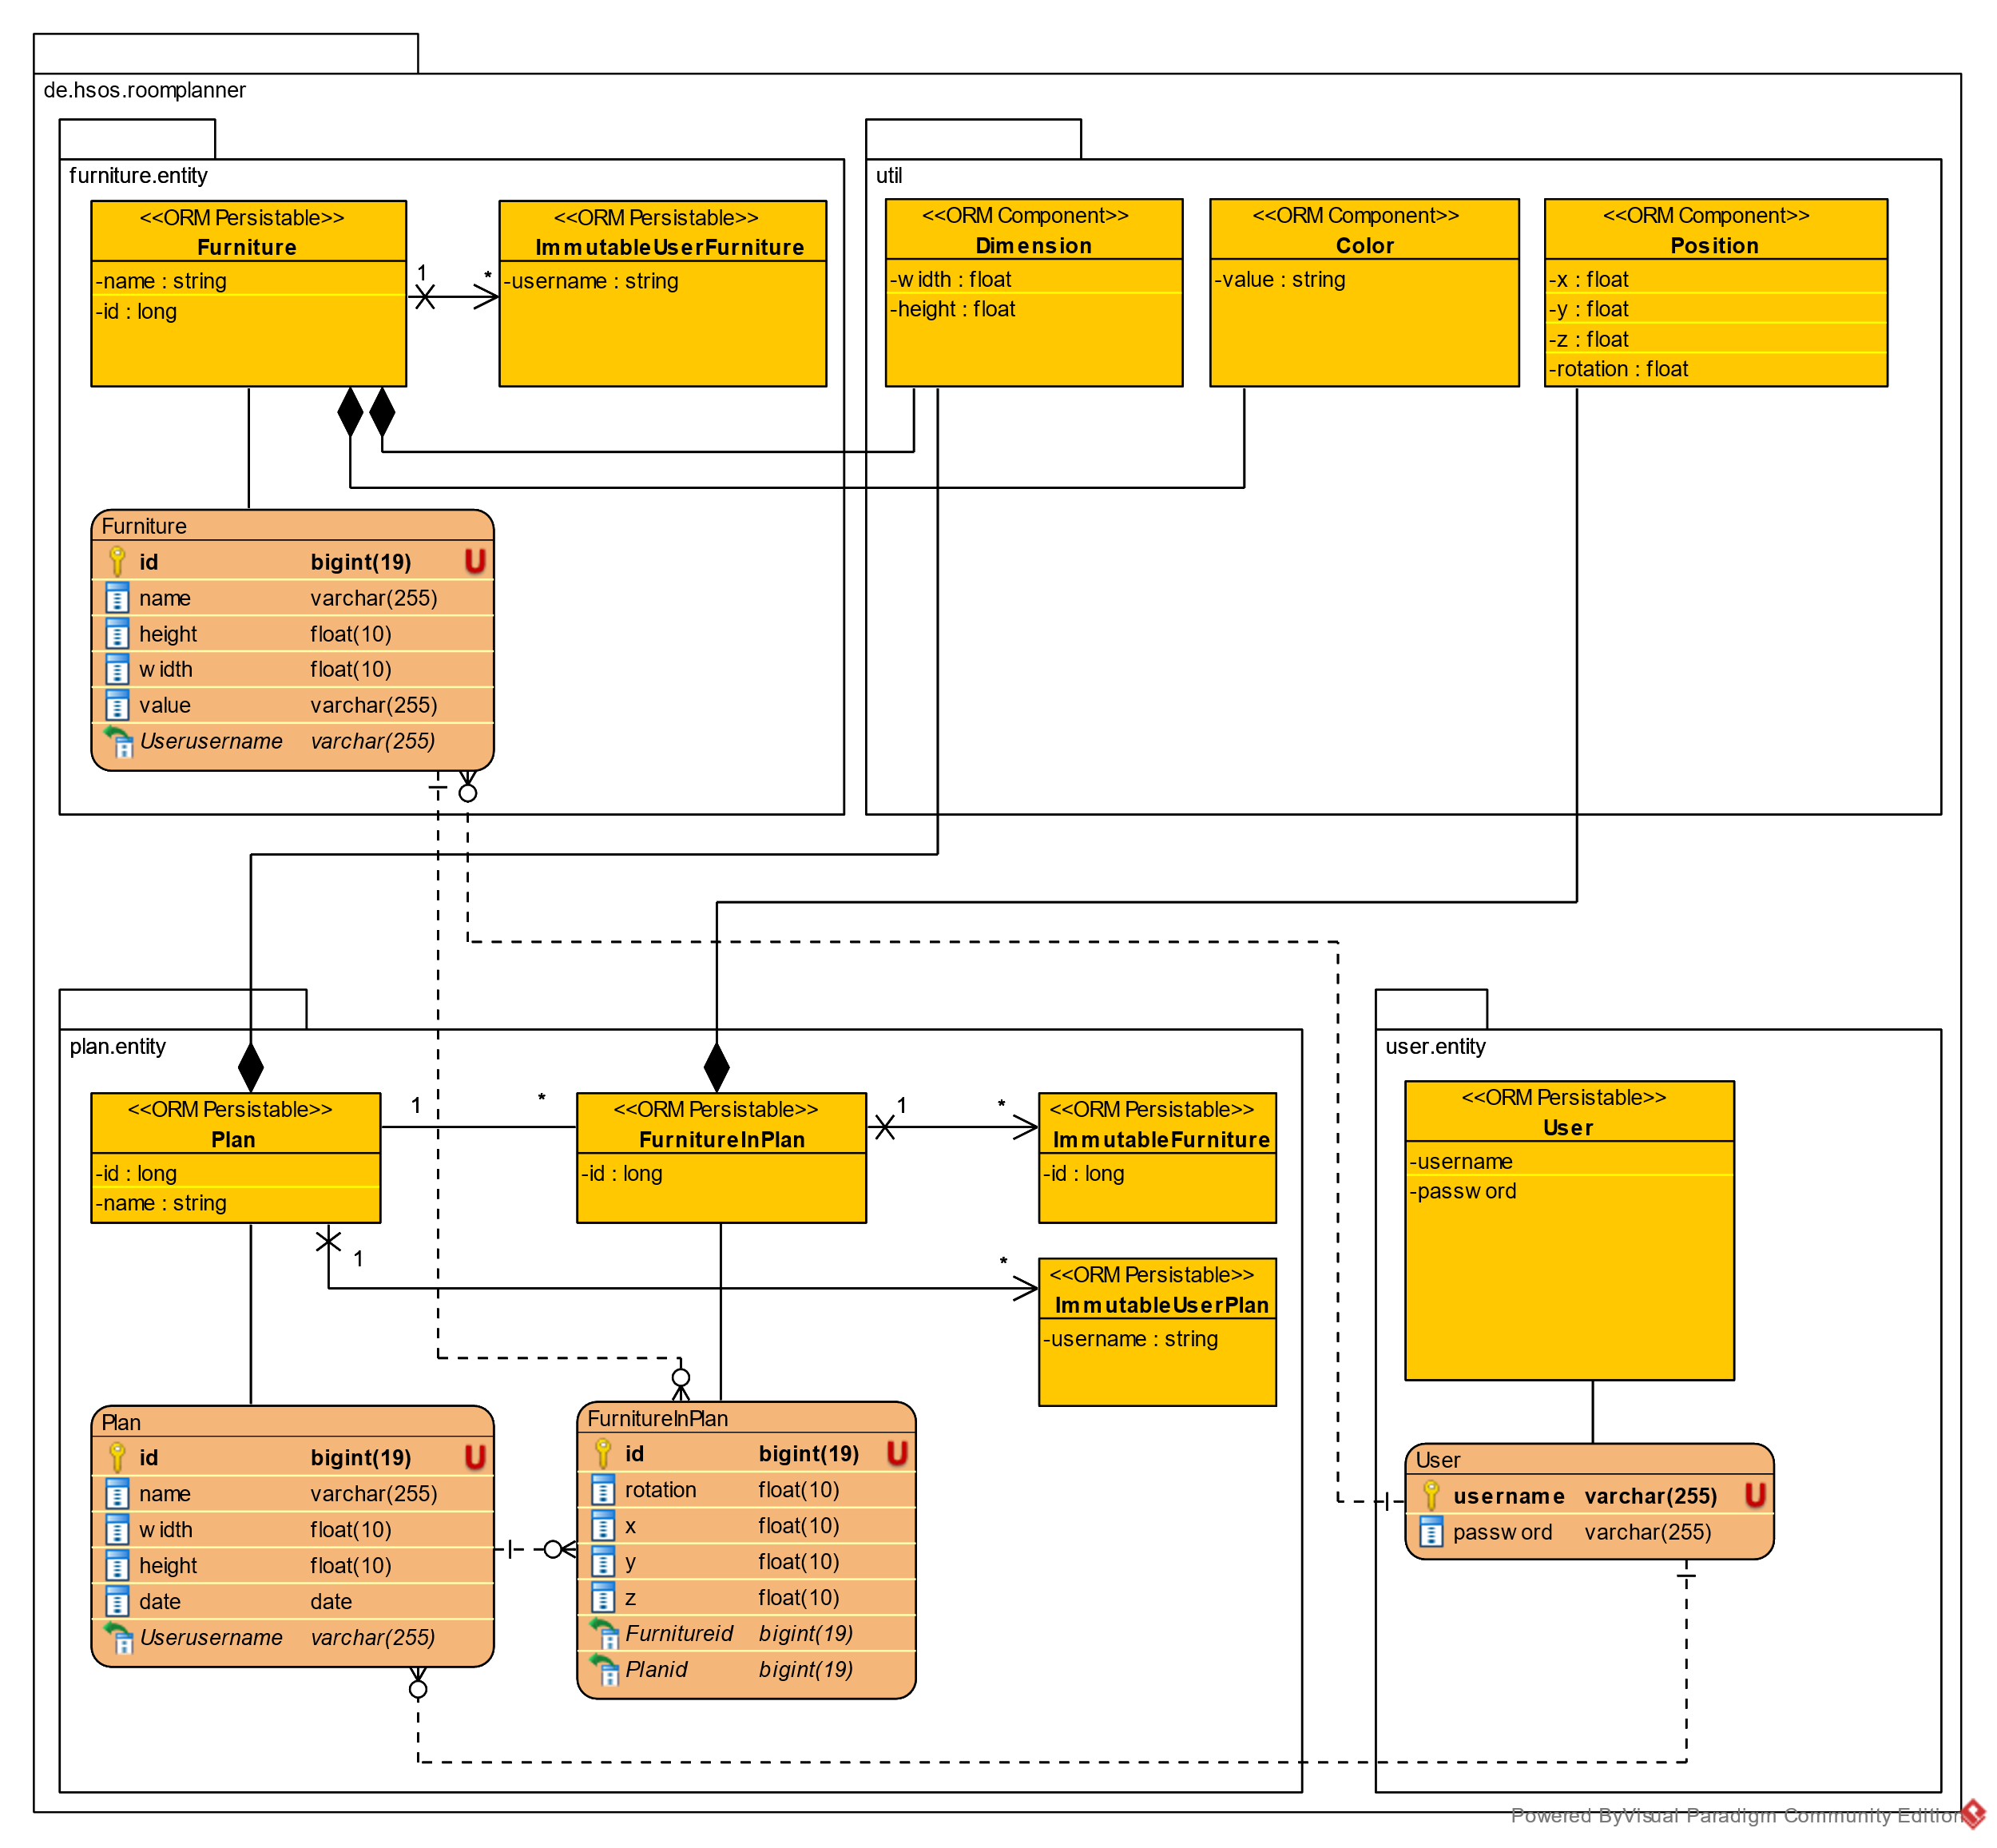 de.hsos.roomplanner
furniture.entity
<<ORM Persistable>>
Furniture
-name : string
-id : long
1
*
<<ORM Persistable>>
ImmutableUserFurniture
-username : string
Furniture
id bigint(19) U
name varchar(255)
height float(10)
width float(10)
value varchar(255)
Userusername varchar(255)
util
<<ORM Component>>
Dimension
-width : float
-height : float
<<ORM Component>>
Color
-value : string
<<ORM Component>>
Position
-x : float
-y : float
-z : float
-rotation : float
plan.entity
<<ORM Persistable>>
Plan
-id : long
-name : string
1
*
<<ORM Persistable>>
FurnitureInPlan
-id : long
1
*
<<ORM Persistable>>
ImmutableFurniture
-id : long
1
*
<<ORM Persistable>>
ImmutableUserPlan
-username : string
Plan
id bigint(19) U
name varchar(255)
width float(10)
height float(10)
date date
Userusername varchar(255)
FurnitureInPlan
id bigint(19) U
rotation float(10)
x float(10)
y float(10)
z float(10)
Furnitureid bigint(19)
Planid bigint(19)
user.entity
<<ORM Persistable>>
User
-username
-password
User
username varchar(255) U
password varchar(255)
Powered ByVisual Paradigm Community Edition